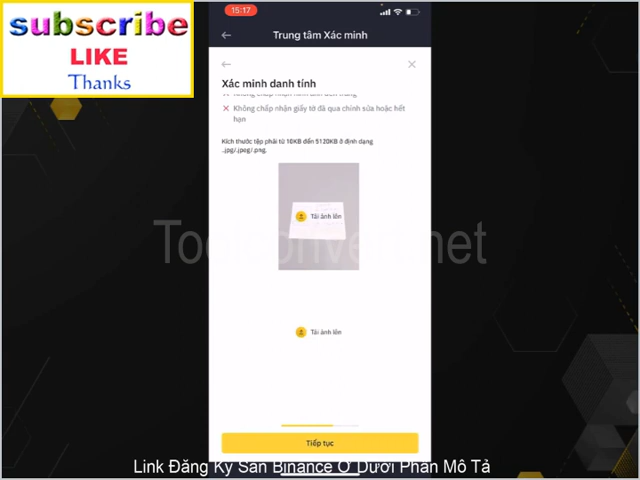 subscribe
LIKE
Thanks
15:17
Trung tâm Xác minh
Xác minh danh tính
Không chấp nhận giấy tờ đã qua chỉnh sửa hoặc hết
hạn
Kích thước tệp phải từ 10KB đến 5120KB ở định dạng
.jpg/.jpeg/.png.
Tải ảnh lên
Tải ảnh lên
Tiếp tục
Link Đăng Ký Sàn Binance Ở Dưới Phần Mô Tả